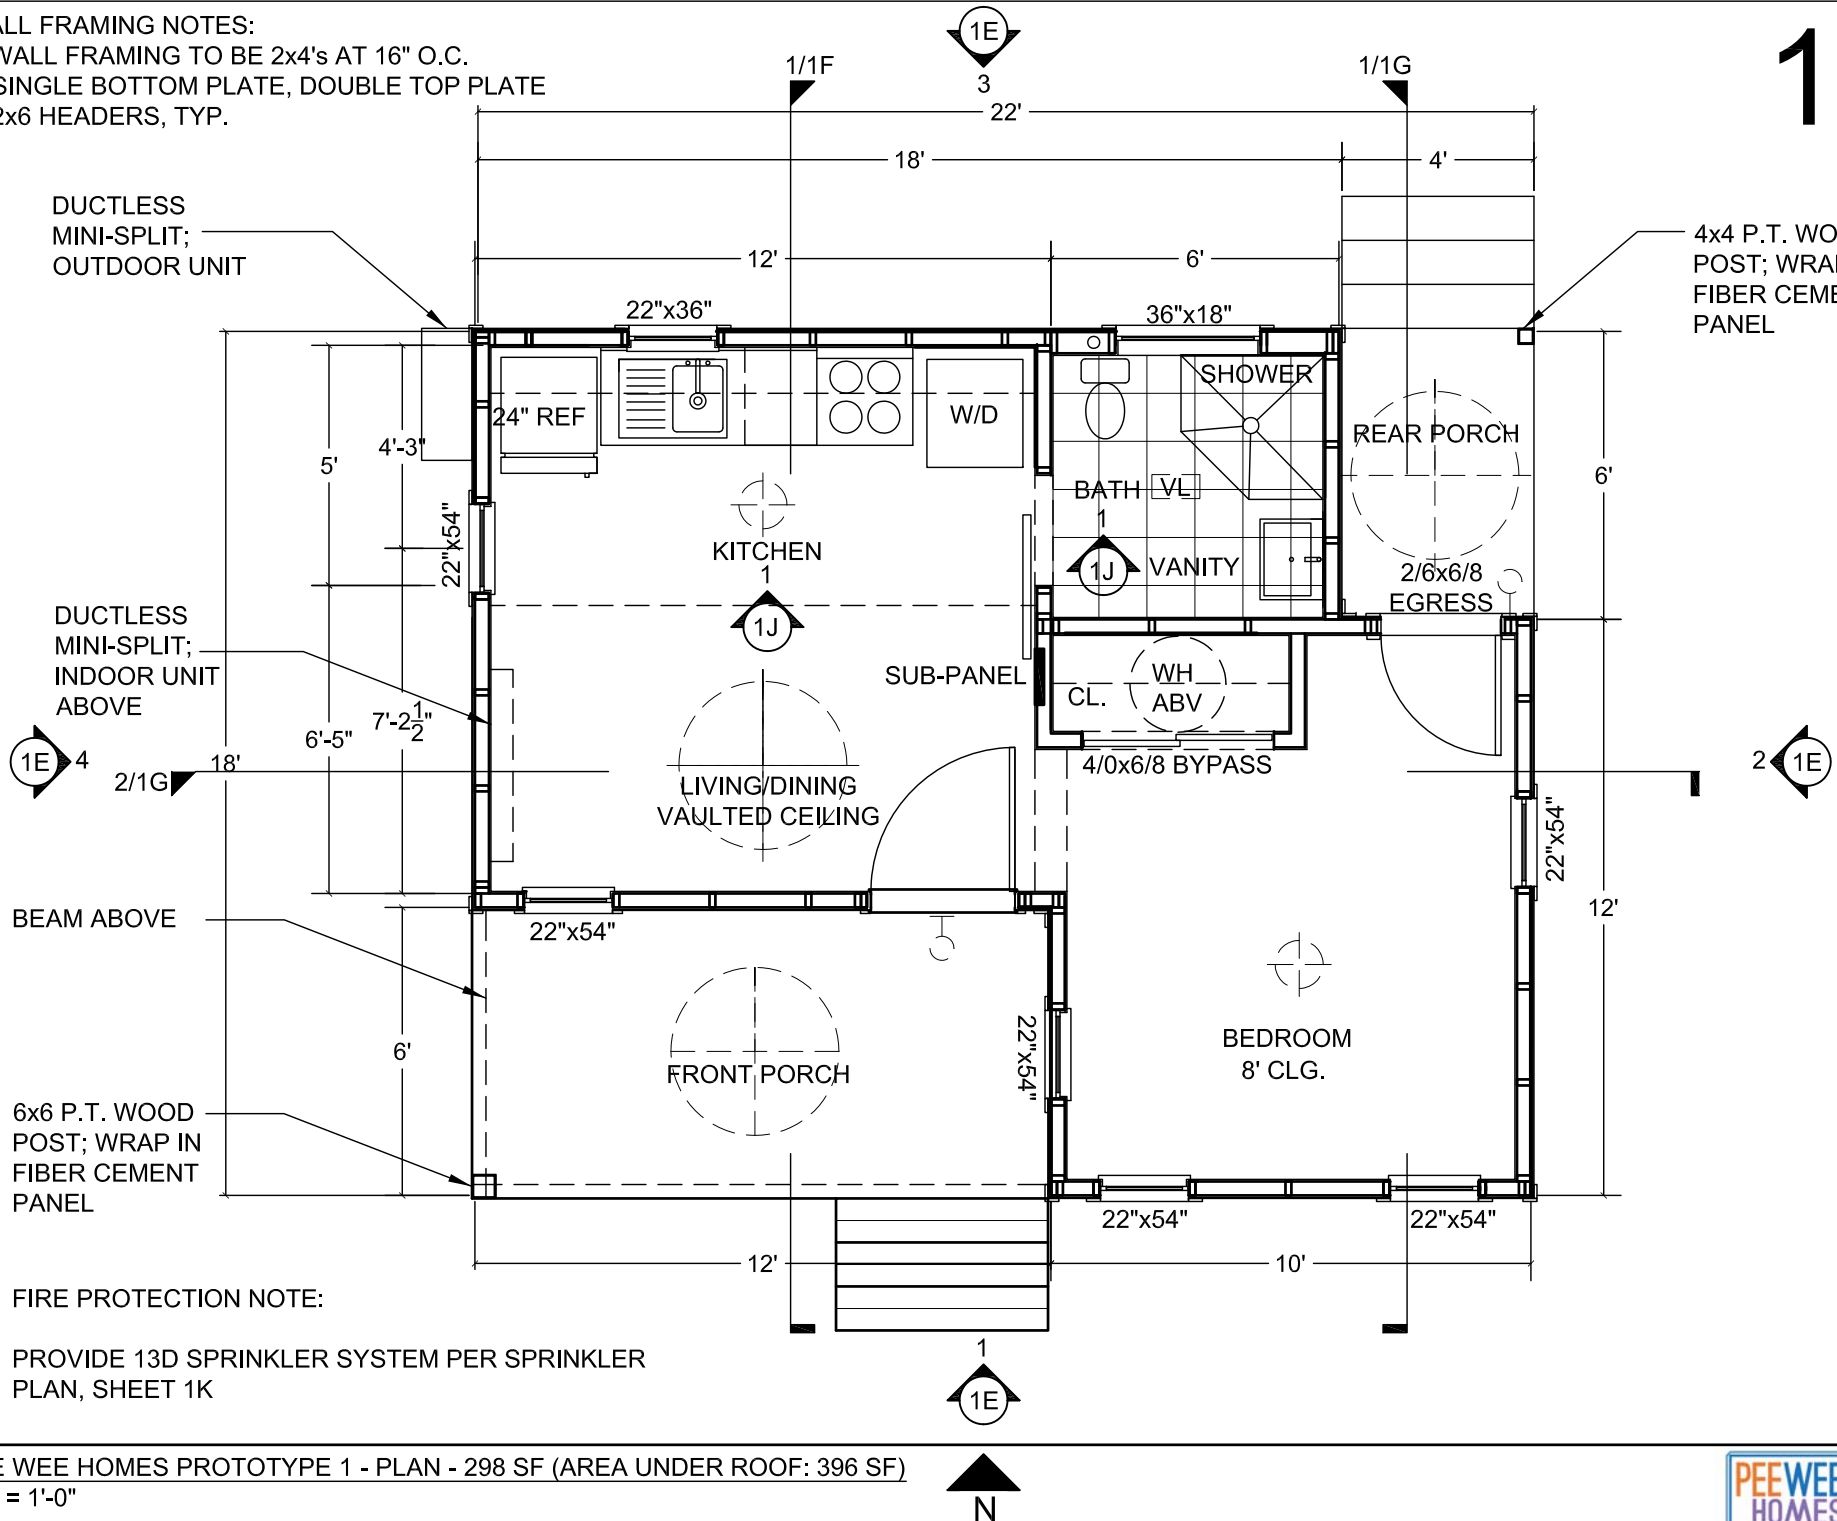 ALL FRAMING NOTES:
WALL FRAMING TO BE 2x4's AT 16" O.C.
SINGLE BOTTOM PLATE, DOUBLE TOP PLATE
2x6 HEADERS, TYP.
1E
3
1/1F
1/1G
1
22'
18'
4'
DUCTLESS
MINI-SPLIT;
OUTDOOR UNIT
4x4 P.T. WO
POST; WRA
FIBER CEME
PANEL
12'
6'
22"x36"
36"x18"
24" REF
W/D
SHOWER
REAR PORCH
4'-3"
5'
6'
BATH
VL
1
1J
VANITY
22"x54"
KITCHEN
1
1J
2/6x6/8
EGRESS
DUCTLESS
MINI-SPLIT;
INDOOR UNIT
ABOVE
SUB-PANEL
CL.
WH
ABV
7'-2 1/2"
6'-5"
1E
4
18'
2/1G
LIVING/DINING
VAULTED CEILING
4/0x6/8 BYPASS
2
1E
22"x54"
12'
BEAM ABOVE
22"x54"
6'
22"x54"
FRONT PORCH
BEDROOM
8' CLG.
6x6 P.T. WOOD
POST; WRAP IN
FIBER CEMENT
PANEL
22"x54"
22"x54"
12'
10'
FIRE PROTECTION NOTE:
PROVIDE 13D SPRINKLER SYSTEM PER SPRINKLER
PLAN, SHEET 1K
1
1E
E WEE HOMES PROTOTYPE 1 - PLAN - 298 SF (AREA UNDER ROOF: 396 SF)
= 1'-0"
N
PEEWEE
HOMES